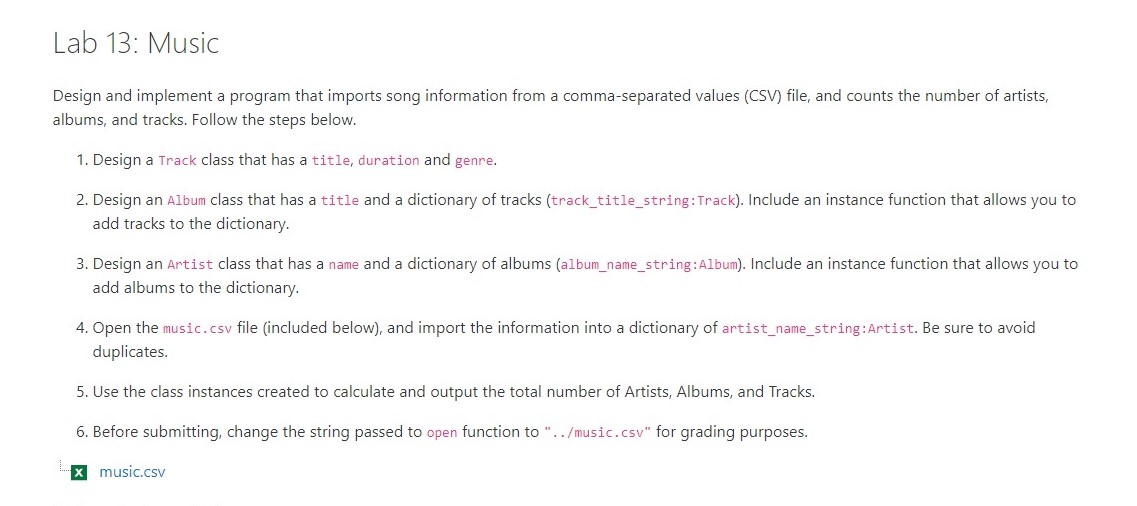 Lab 13: Music
Design and implement a program that imports song information from a comma-separated values (CSV) file, and counts the number of artists,
albums, and tracks. Follow the steps below.
1. Design a Track class that has a title, duration and genre.
2. Design an Album class that has a title and a dictionary of tracks (track_title_string:Track). Include an instance function that allows you to
add tracks to the dictionary.
3. Design an Artist class that has a name and a dictionary of albums (album_name_string:Album). Include an instance function that allows you to
add albums to the dictionary.
4. Open the music.csv file (included below), and import the information into a dictionary of artist_name_string:Artist. Be sure to avoid
duplicates.
5. Use the class instances created to calculate and output the total number of Artists, Albums, and Tracks.
6. Before submitting, change the string passed to open function to "../music.csv" for grading purposes.
X music.csv